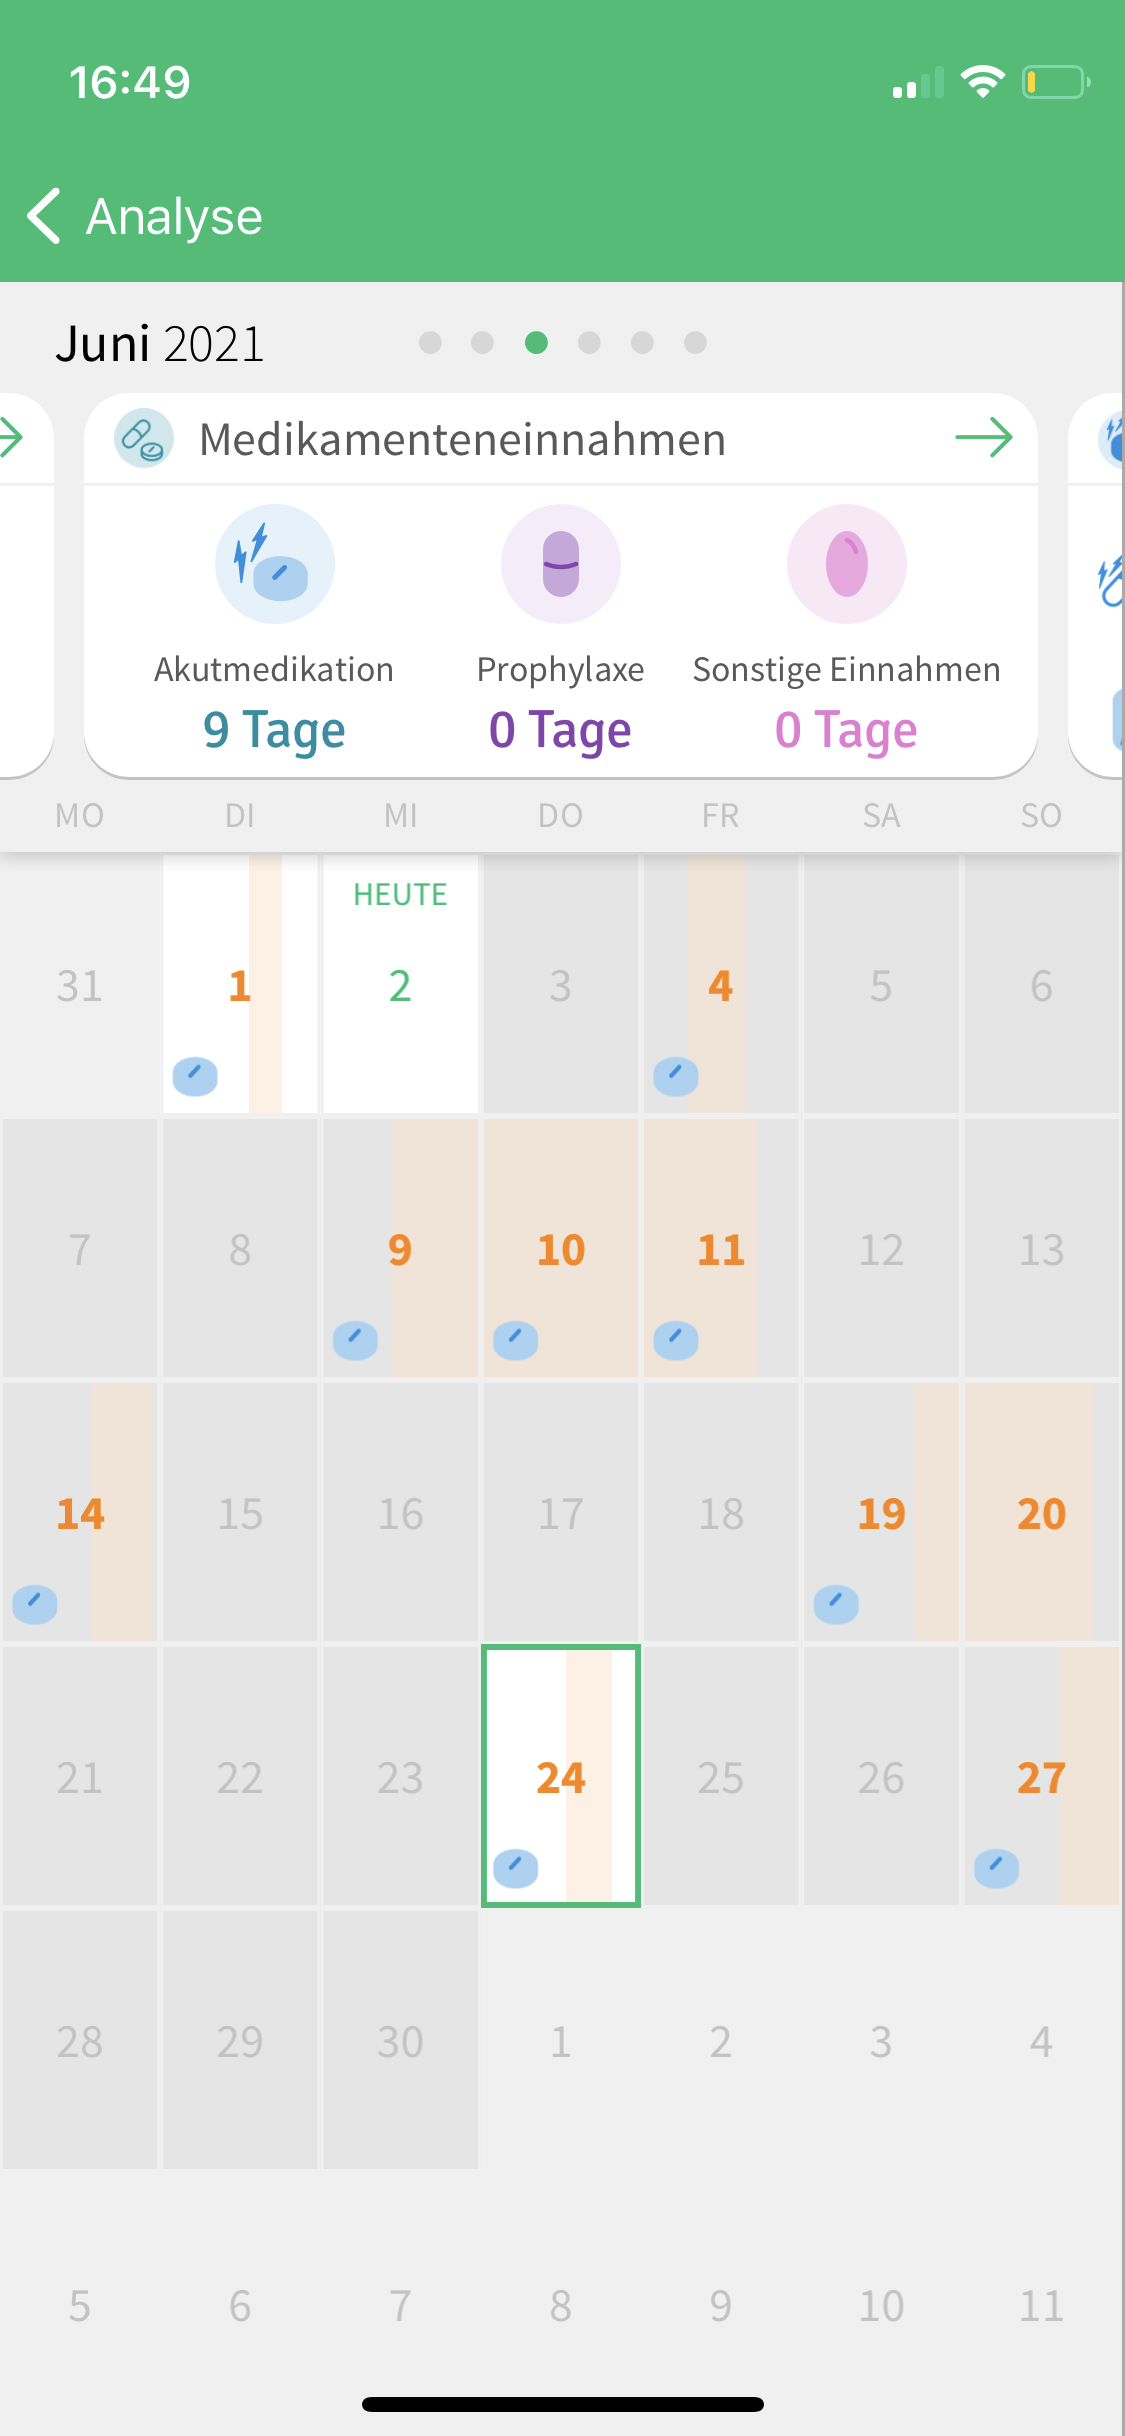 16:49
Analyse
Juni 2021
Medikamenteneinnahmen
Akutmedikation Prophylaxe Sonstige Einnahmen
9 Tage 0 Tage 0 Tage
MO DI MI DO FR SA SO
HEUTE
31 1 2 3 4 5 6
7 8 9 10 11 12 13
14 15 16 17 18 19 20
21 22 23 24 25 26 27
28 29 30 1 2 3 4
5 6 7 8 9 10 11